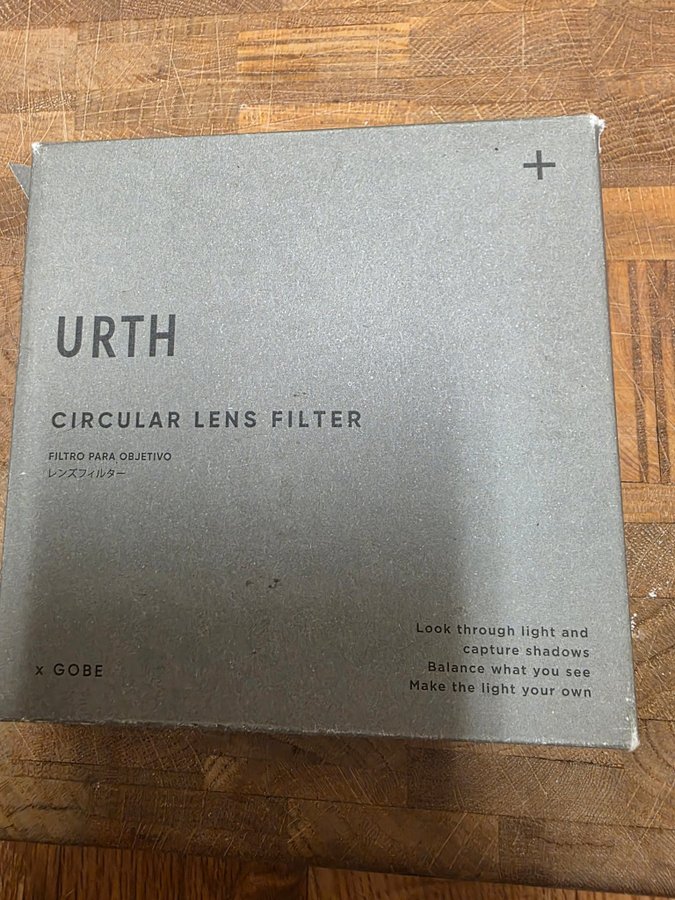 +
URTH
CIRCULAR LENS FILTER
FILTRO PARA OBJETIVO
レンズフィルター
x GOBE
Look through light and
capture shadows
Balance what you see
Make the light your own